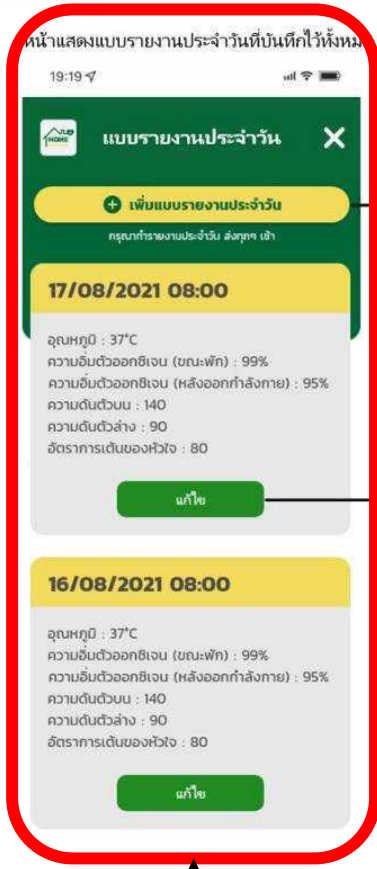 หน้าแสดงแบบรายงานประจำวันที่บันทึกไว้ทั้งหม
19:19
HOME
แบบรายงานประจำวัน
เพิ่มแบบรายงานประจำวัน
กรุณาทำรายงานประจำวัน ส่งทุกๆ เช้า
17/08/2021 08:00
อุณหภูมิ : 37°C
ความอิ่มตัวออกซิเจน (ขณะพัก) : 99%
ความอิ่มตัวออกซิเจน (หลังออกกำลังกาย) : 95%
ความดันตัวบน : 140
ความดันตัวล่าง : 90
อัตราการเต้นของหัวใจ : 80
แก้ไข
16/08/2021 08:00
อุณหภูมิ : 37°C
ความอิ่มตัวออกซิเจน (ขณะพัก) : 99%
ความอิ่มตัวออกซิเจน (หลังออกกำลังกาย) : 95%
ความดันตัวบน : 140
ความดันตัวล่าง : 90
อัตราการเต้นของหัวใจ : 80
แก้ไข